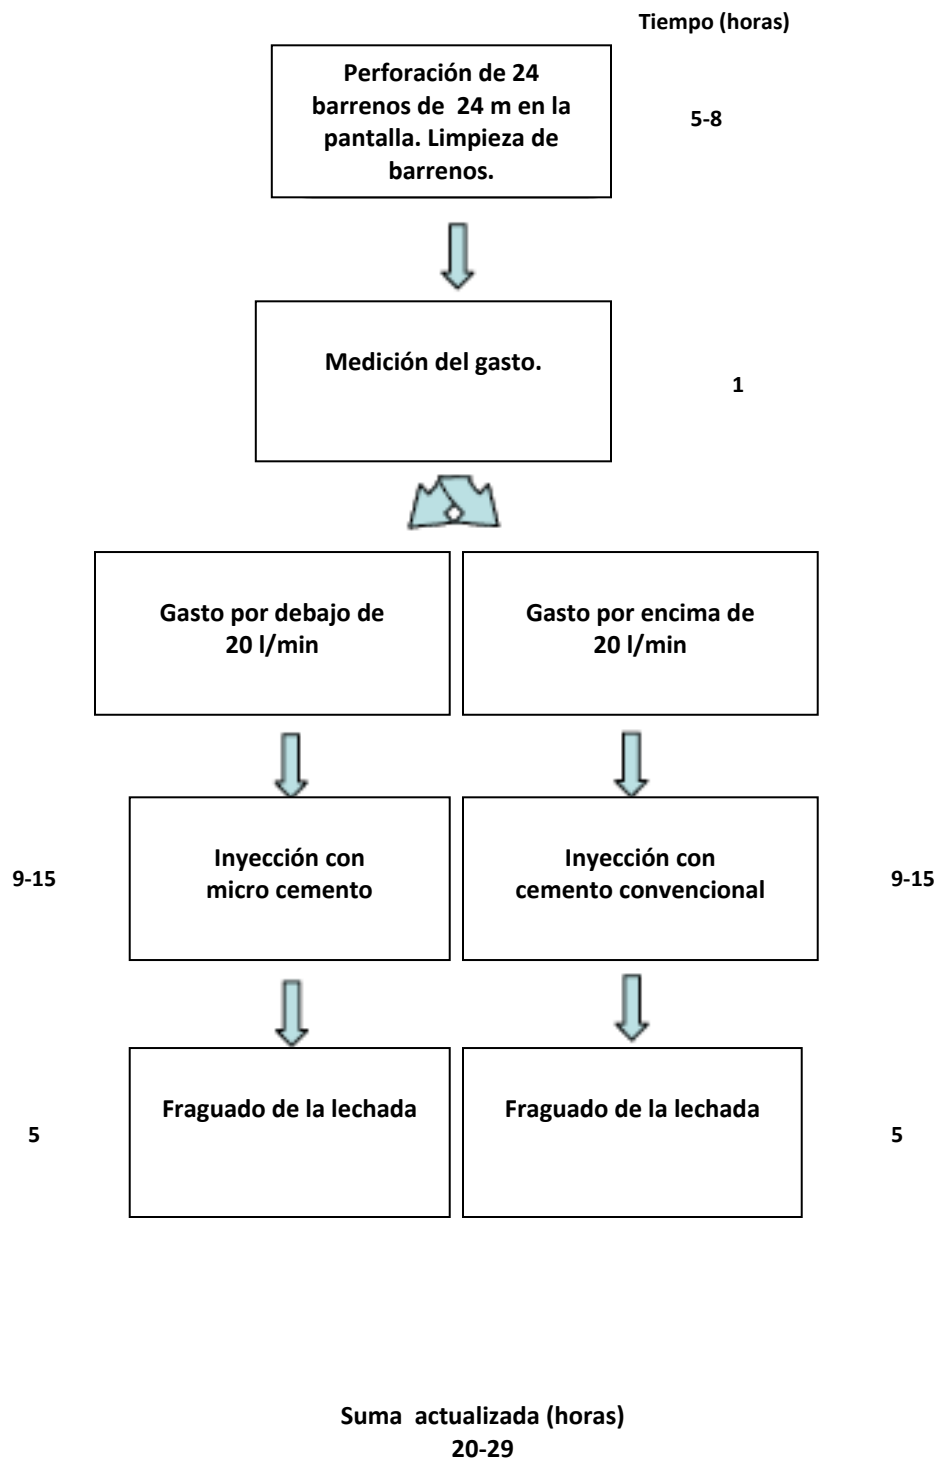 Tiempo (horas)
Perforación de 24
barrenos de 24 m en la
pantalla. Limpieza de
barrenos.
5-8
Medición del gasto.
1
Gasto por debajo de
20 l/min
Gasto por encima de
20 l/min
9-15
Inyección con
micro cemento
Inyección con
cemento convencional
9-15
5
Fraguado de la lechada
Fraguado de la lechada
5
Suma actualizada (horas)
20-29